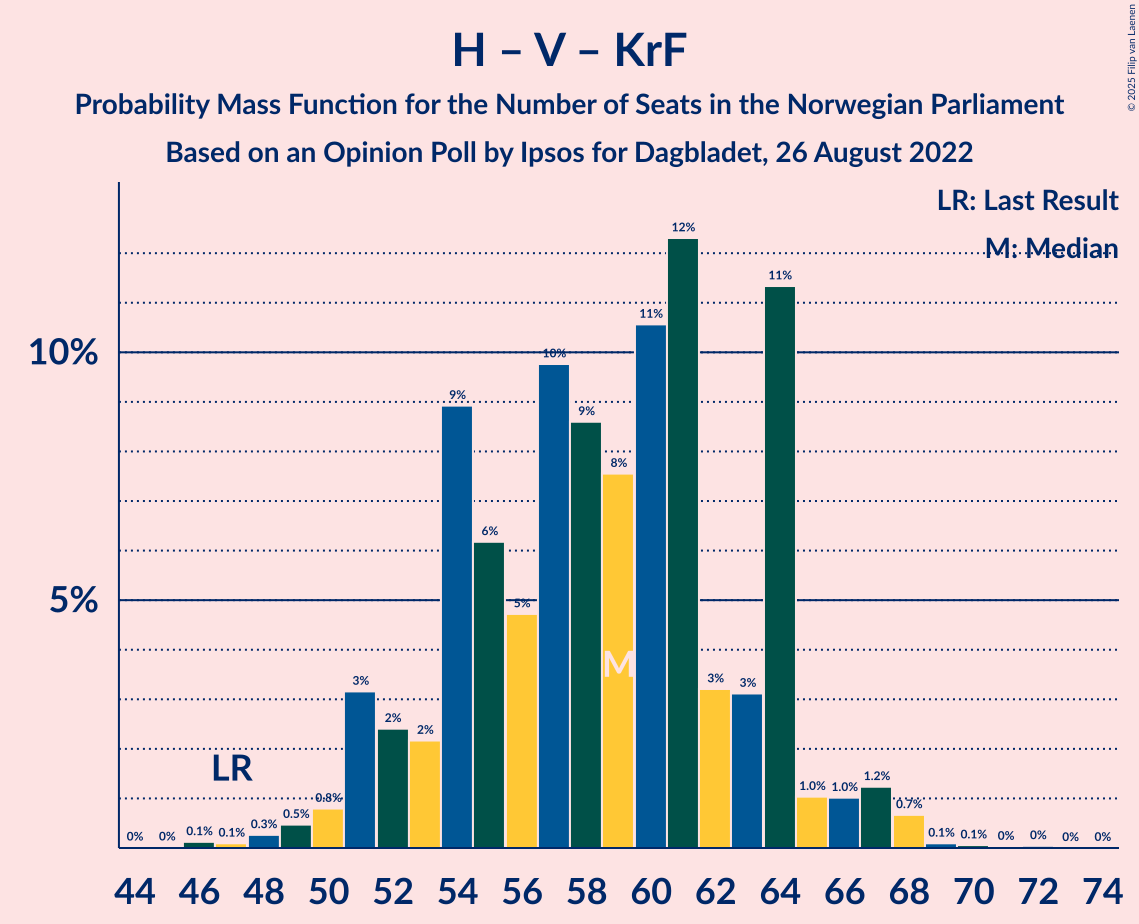 H – V – KrF
Probability Mass Function for the Number of Seats in the Norwegian Parliament
Based on an Opinion Poll by Ipsos for Dagbladet, 26 August 2022
© 2025 Filip van Laenen
LR: Last Result
M: Median
10%
5%
0% 0% 0.1% 0.1% 0.3% 0.5% 0.8% 3% 2% 2% 9% 6% 5% 10% 9% 8% 11% 12% 3% 3% 11% 1.0% 1.0% 1.2% 0.7% 0.1% 0.1% 0% 0% 0% 0%
LR
M
44 46 48 50 52 54 56 58 60 62 64 66 68 70 72 74